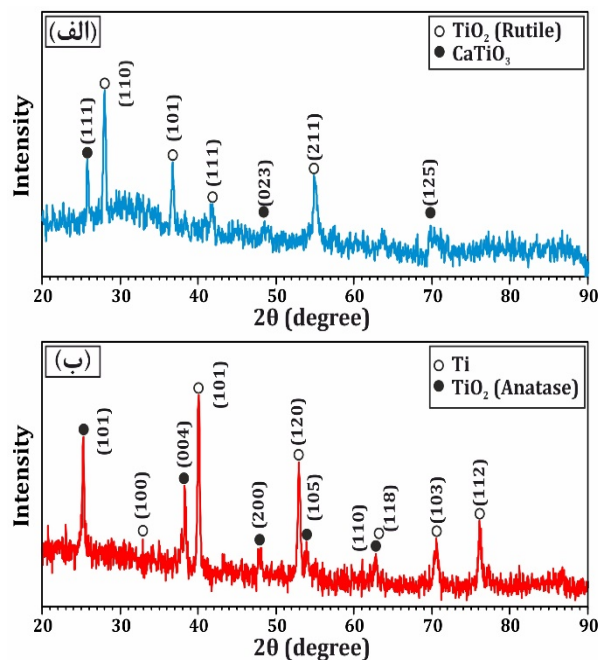 (الف)
TiO₂ (Rutile)
CaTiO₃
(111)
(110)
(101)
(111)
(023)
(211)
(125)
Intensity
20 30 40 50 60 70 80 90
2θ (degree)
(ب)
Ti
TiO₂ (Anatase)
(101)
(100)
(004)
(101)
(200)
(120)
(105)
(110)
(118)
(103)
(112)
Intensity
20 30 40 50 60 70 80 90
2θ (degree)